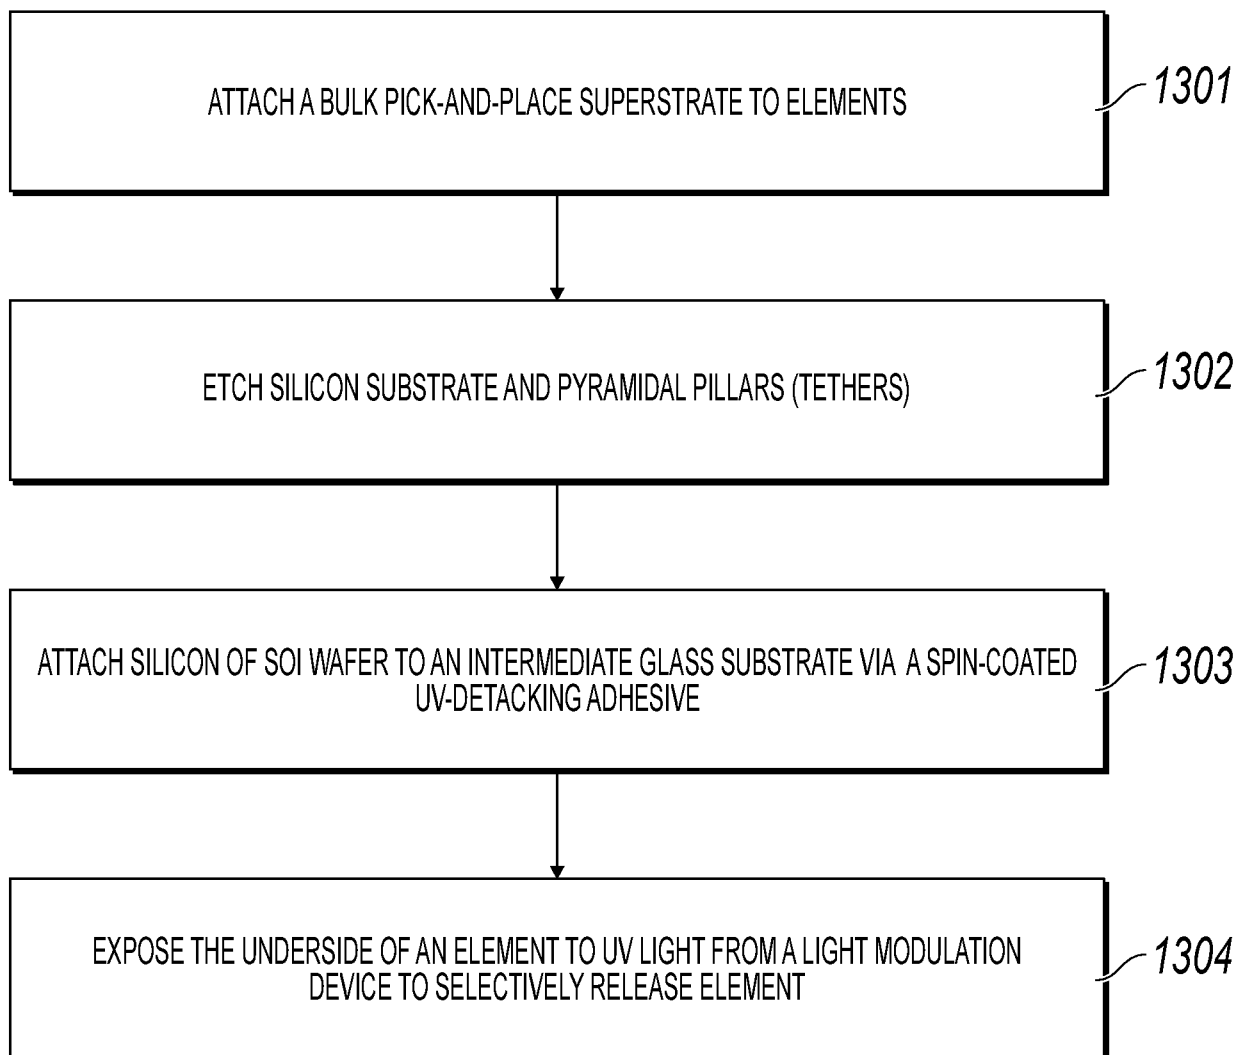 ATTACH A BULK PICK-AND-PLACE SUPERSTRATE TO ELEMENTS
1301
ETCH SILICON SUBSTRATE AND PYRAMIDAL PILLARS (TETHERS)
1302
ATTACH SILICON OF SOI WAFER TO AN INTERMEDIATE GLASS SUBSTRATE VIA A SPIN-COATED
UV-DETACKING ADHESIVE
1303
EXPOSE THE UNDERSIDE OF AN ELEMENT TO UV LIGHT FROM A LIGHT MODULATION
DEVICE TO SELECTIVELY RELEASE ELEMENT
1304